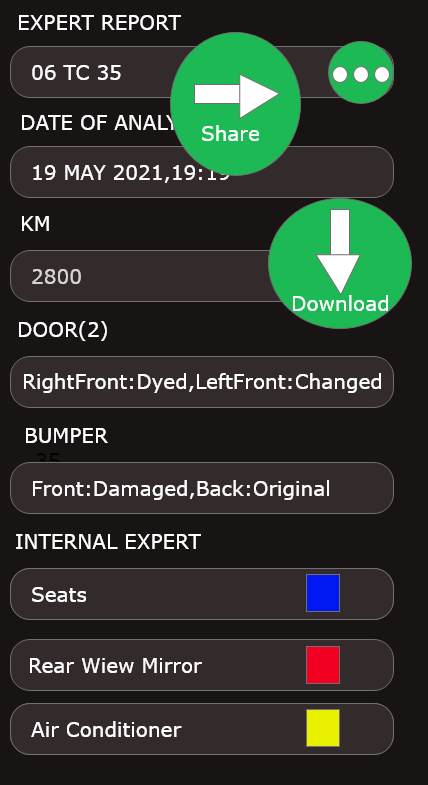 EXPERT REPORT
06 TC 35
Share
DATE OF ANALY
19 MAY 2021,19:19
KM
2800
Download
DOOR(2)
RightFront:Dyed,LeftFront:Changed
BUMPER
35
Front:Damaged,Back:Original
INTERNAL EXPERT
Seats
Rear Wiew Mirror
Air Conditioner